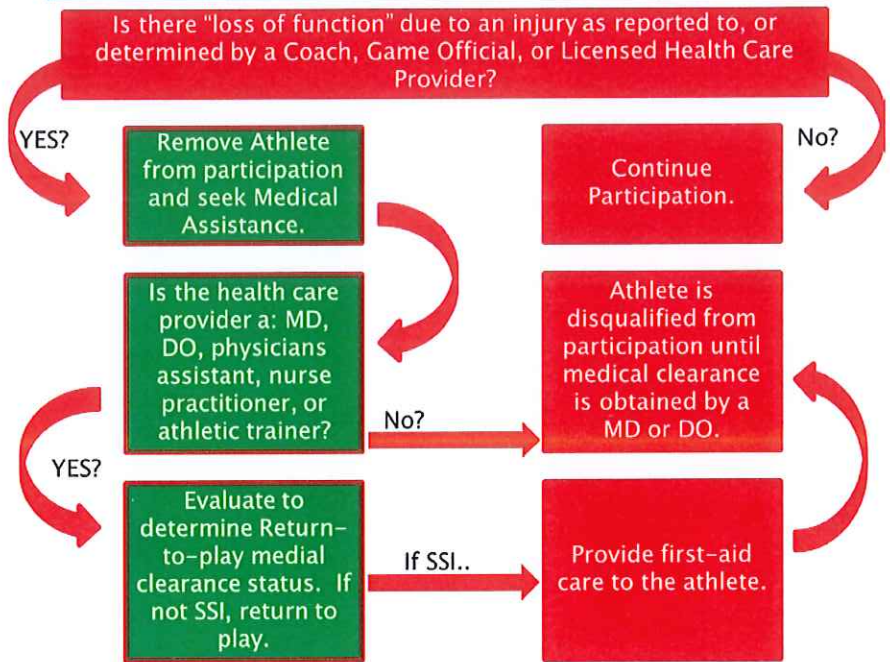 Is there “loss of function” due to an injury as reported to, or
determined by a Coach, Game Official, or Licensed Health Care
Provider?
YES?
No?
Remove Athlete
from participation
and seek Medical
Assistance.
Continue
Participation.
Is the health care
provider a: MD,
DO, physicians
assistant, nurse
practitioner, or
athletic trainer?
No?
Athlete is
disqualified from
participation until
medical clearance
is obtained by a
MD or DO.
YES?
Evaluate to
determine Return-
to-play medial
clearance status. If
not SSI, return to
play.
If SSI..
Provide first-aid
care to the athlete.